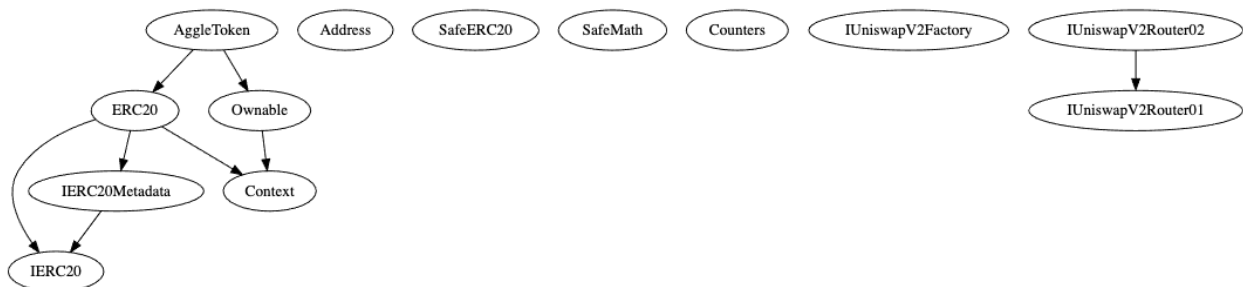 AggleToken
Address
SafeERC20
SafeMath
Counters
IUniswapV2Factory
IUniswapV2Router02
ERC20
Ownable
IUniswapV2Router01
IERC20Metadata
Context
IERC20